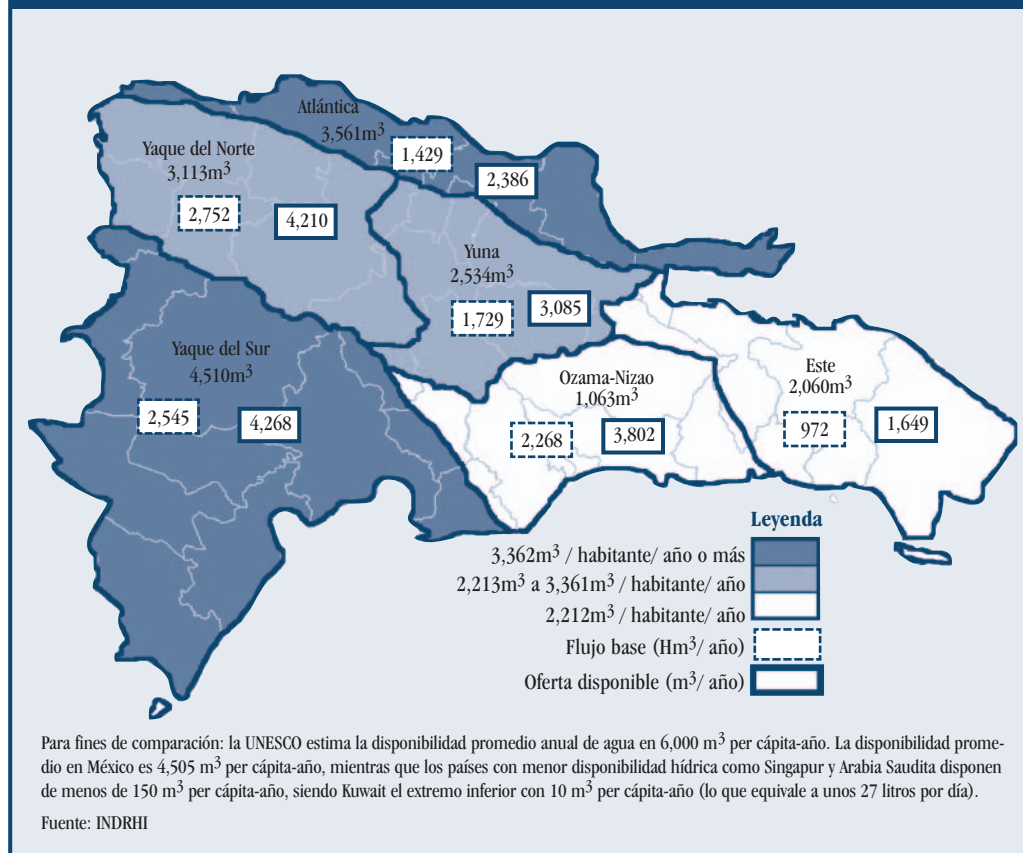 Atlántica
3,561m³
1,429
2,386
Yaque del Norte
3,113m³
2,752
4,210
Yuna
2,534m³
1,729
3,085
Yaque del Sur
4,510m³
2,545
4,268
Ozama-Nizao
1,063m³
2,268
3,802
Este
2,060m³
972
1,649
Leyenda
3,362m³ / habitante/ año o más
2,213m³ a 3,361m³ / habitante/ año
2,212m³ / habitante/ año
Flujo base (Hm³/ año)
Oferta disponible (m³/ año)
Para fines de comparación: la UNESCO estima la disponibilidad promedio anual de agua en 6,000 m³ per cápita-año. La disponibilidad prome-
dio en México es 4,505 m³ per cápita-año, mientras que los países con menor disponibilidad hídrica como Singapur y Arabia Saudita disponen
de menos de 150 m³ per cápita-año, siendo Kuwait el extremo inferior con 10 m³ per cápita-año (lo que equivale a unos 27 litros por día).
Fuente: INDRHI